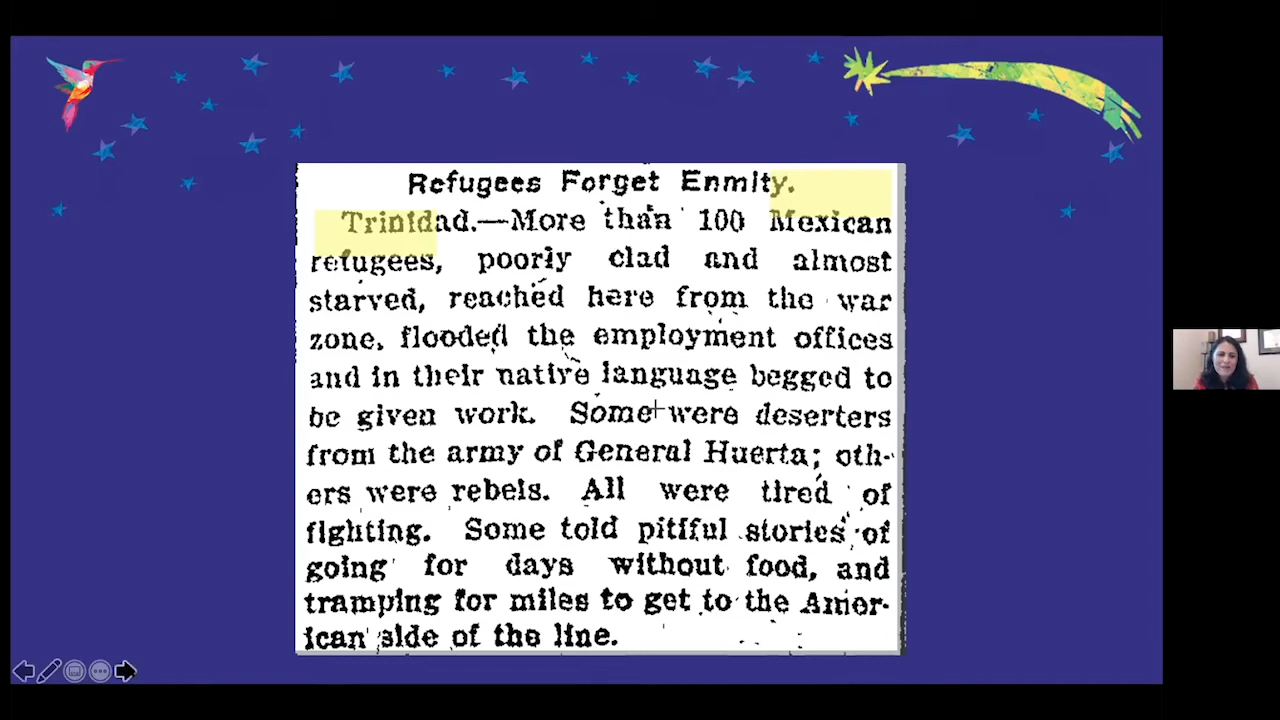 Refugees Forget Enmity.
Trinidad.—More than 100 Mexican
refugees, poorly clad and almost
starved, reached here from the war
zone, flooded the employment offices
and in their native language begged to
be given work. Some were deserters
from the army of General Huerta; oth-
ers were rebels. All were tired of
fighting. Some told pitiful stories of
going for days without food, and
tramping for miles to get to the Amer-
ican side of the line.